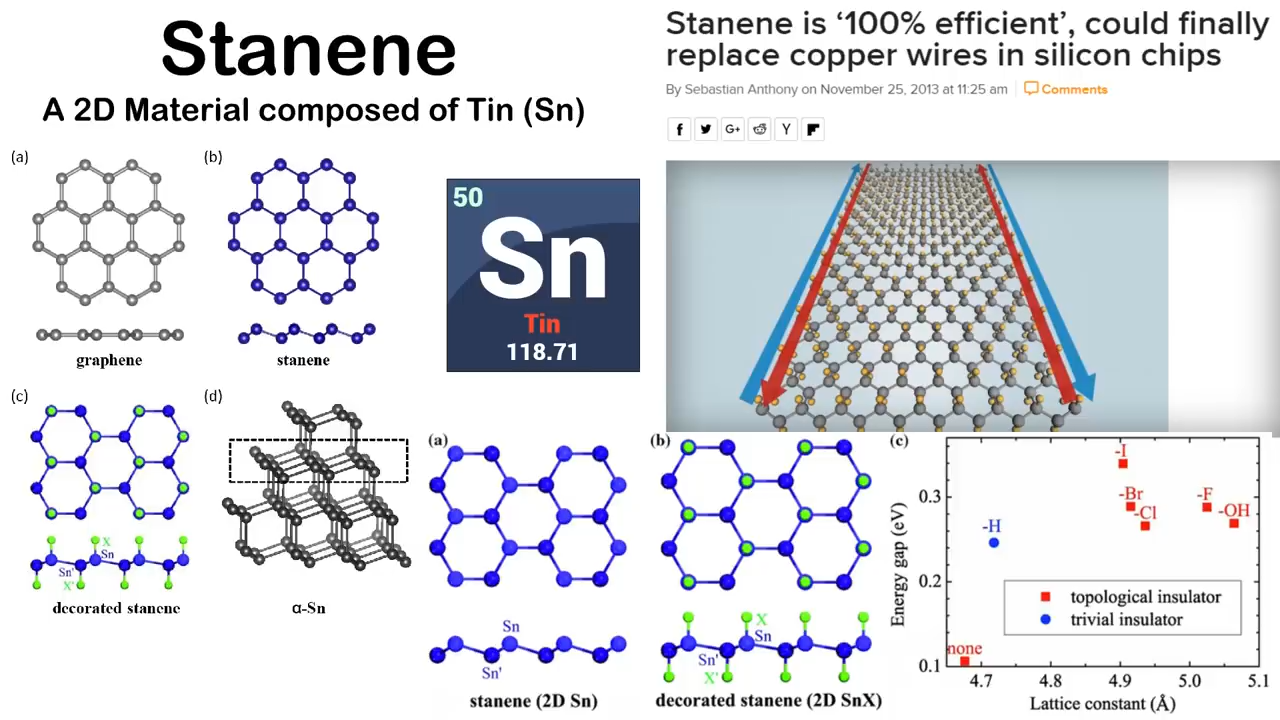 Stanene
A 2D Material composed of Tin (Sn)
(a)
(b)
graphene
stanene
(c)
(d)
X
Sn
Sn'
X'
decorated stanene
α-Sn
50
Sn
Tin
118.71
Stanene is ‘100% efficient’, could finally
replace copper wires in silicon chips
By Sebastian Anthony on November 25, 2013 at 11:25 am
Comments
f
G+
Y
(a)
Sn
Sn'
stanene (2D Sn)
(b)
X
Sn
Sn'
X'
decorated stanene (2D SnX)
(c)
Energy gap (eV)
0.3
0.2
0.1
-I
-Br
-Cl
-F
-OH
-H
none
topological insulator
trivial insulator
4.7
4.8
4.9
5.0
5.1
Lattice constant (Å)